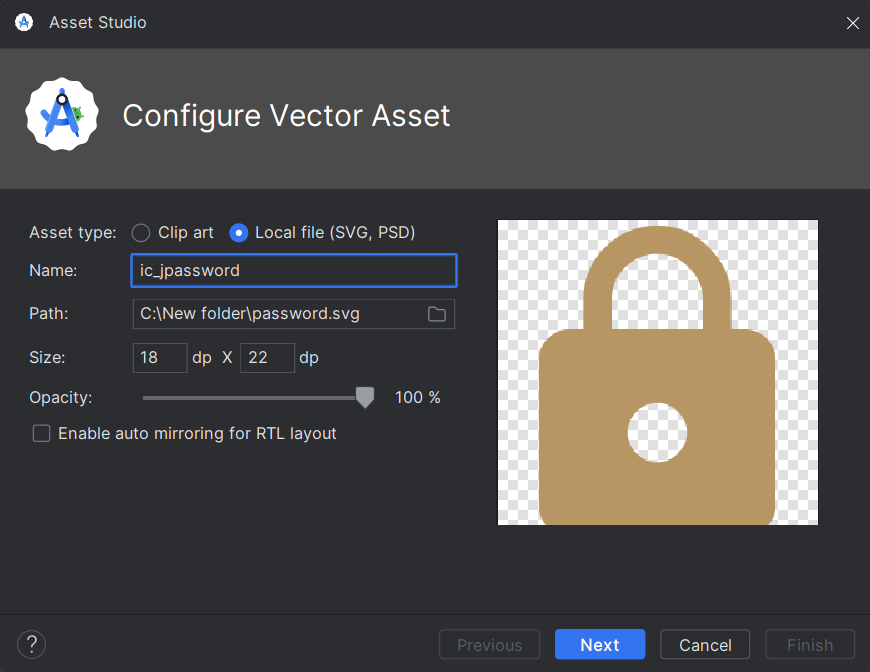 Asset Studio
Configure Vector Asset
Asset type: Clip art Local file (SVG, PSD)
Name: ic_jpassword
Path: C:\New folder\password.svg
Size: 18 dp X 22 dp
Opacity: 100 %
Enable auto mirroring for RTL layout
? Previous Next Cancel Finish